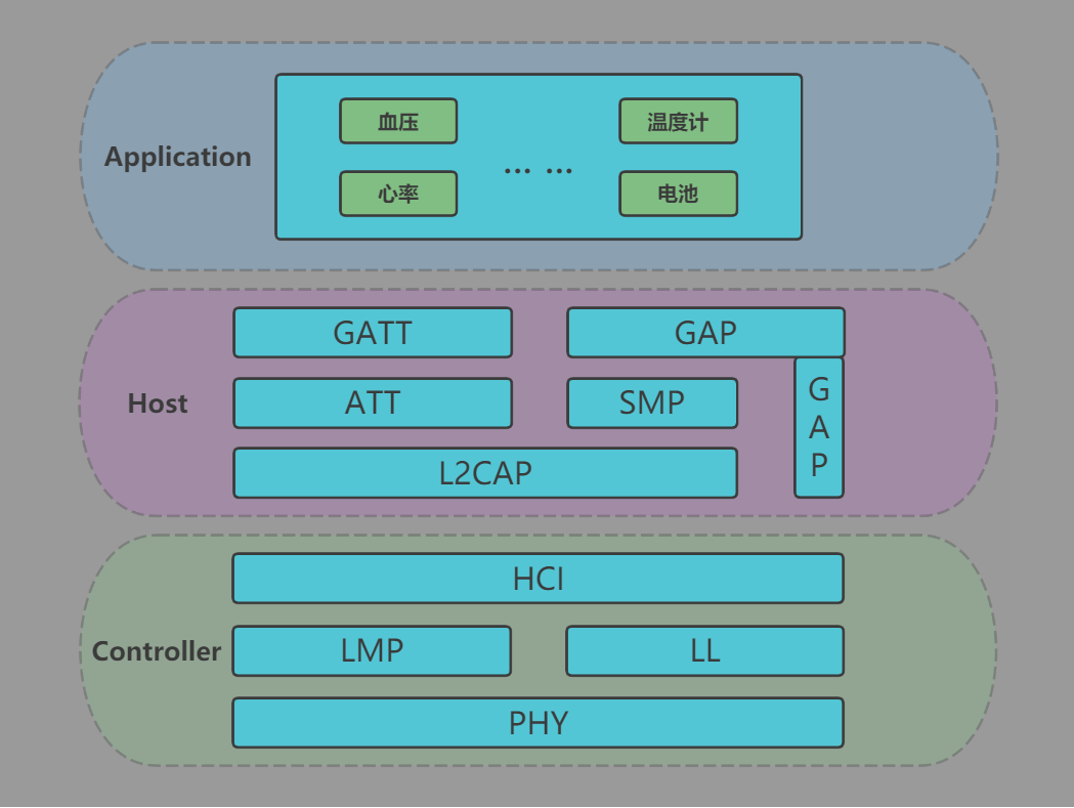 Application
血压
温度计
... ...
心率
电池
Host
GATT
GAP
ATT
SMP
G
A
P
L2CAP
Controller
HCI
LMP
LL
PHY